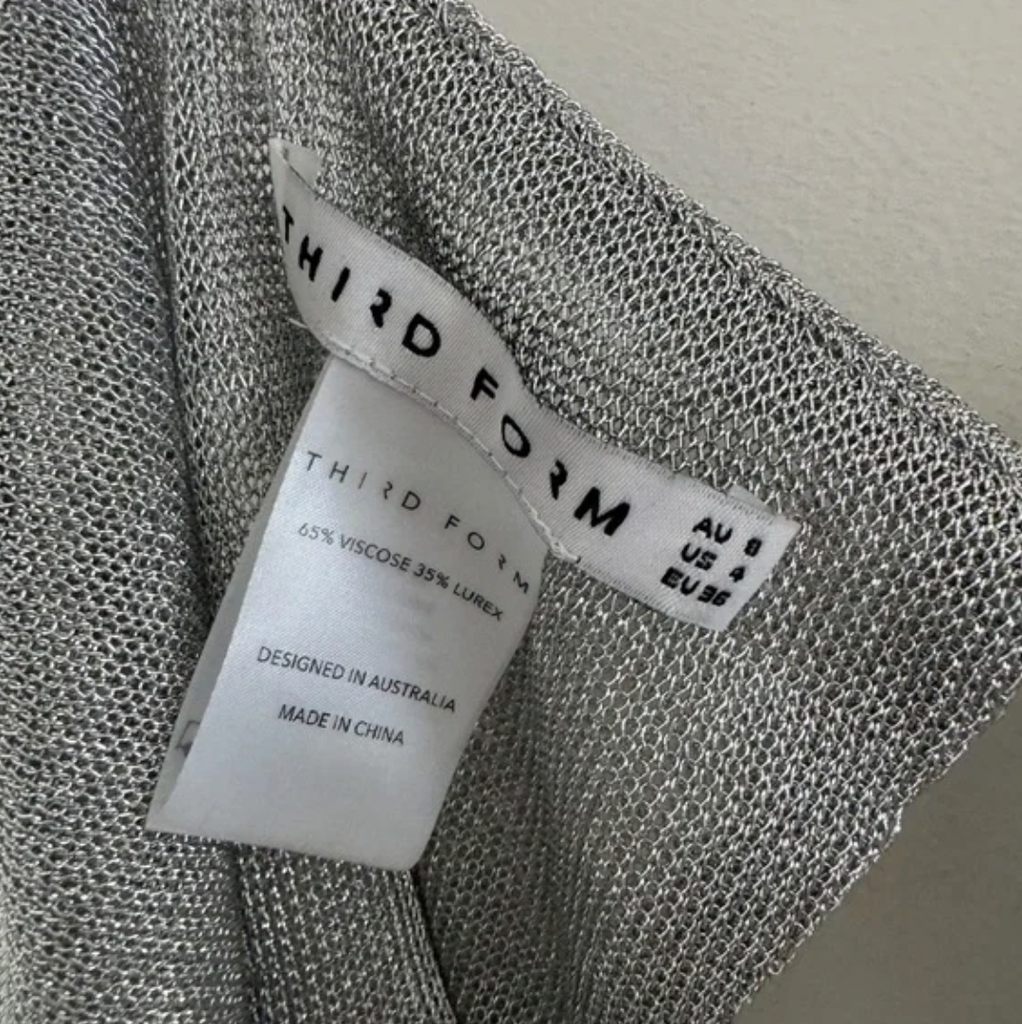 THIRD FORM
AU 8
US 4
EU 36
THIRD FORM
65% VISCOSE 35% LUREX
DESIGNED IN AUSTRALIA
MADE IN CHINA